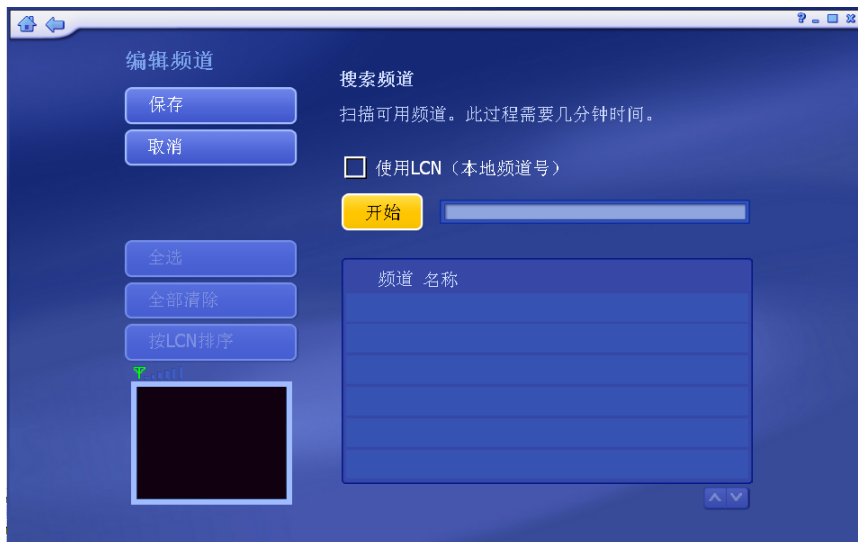 编辑频道
保存
取消
全选
全部清除
按LCN排序
搜索频道
扫描可用频道。此过程需要几分钟时间。
使用LCN（本地频道号）
开始
频道 名称